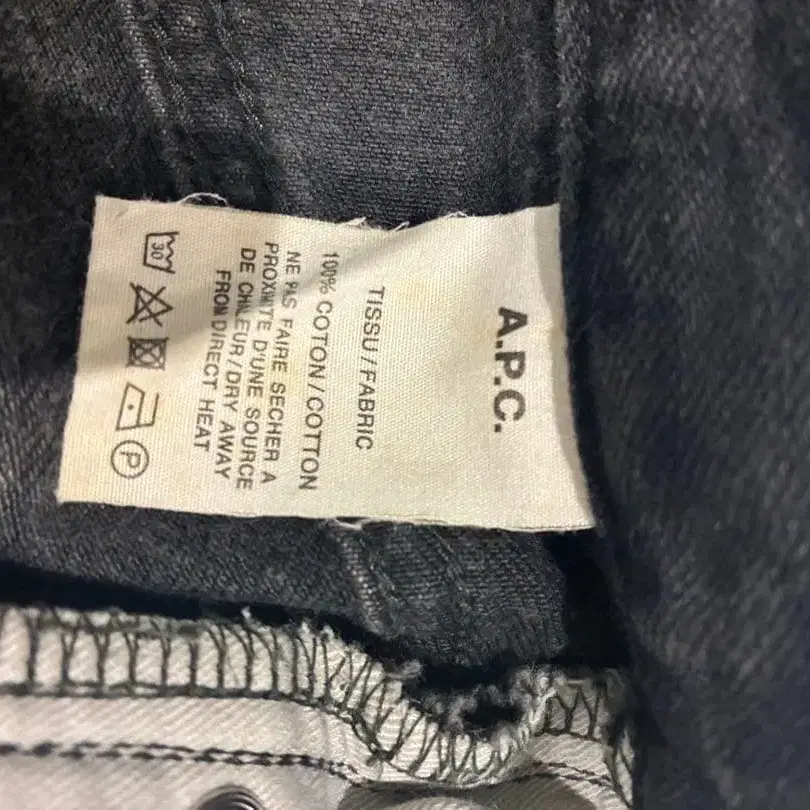 A.P.C.
TISSU/FABRIC
100% COTON/COTTON
NE PAS FAIRE SECHER A
PROXIMITE D'UNE SOURCE
DE CHALEUR/DRY AWAY
FROM DIRECT HEAT
30
P